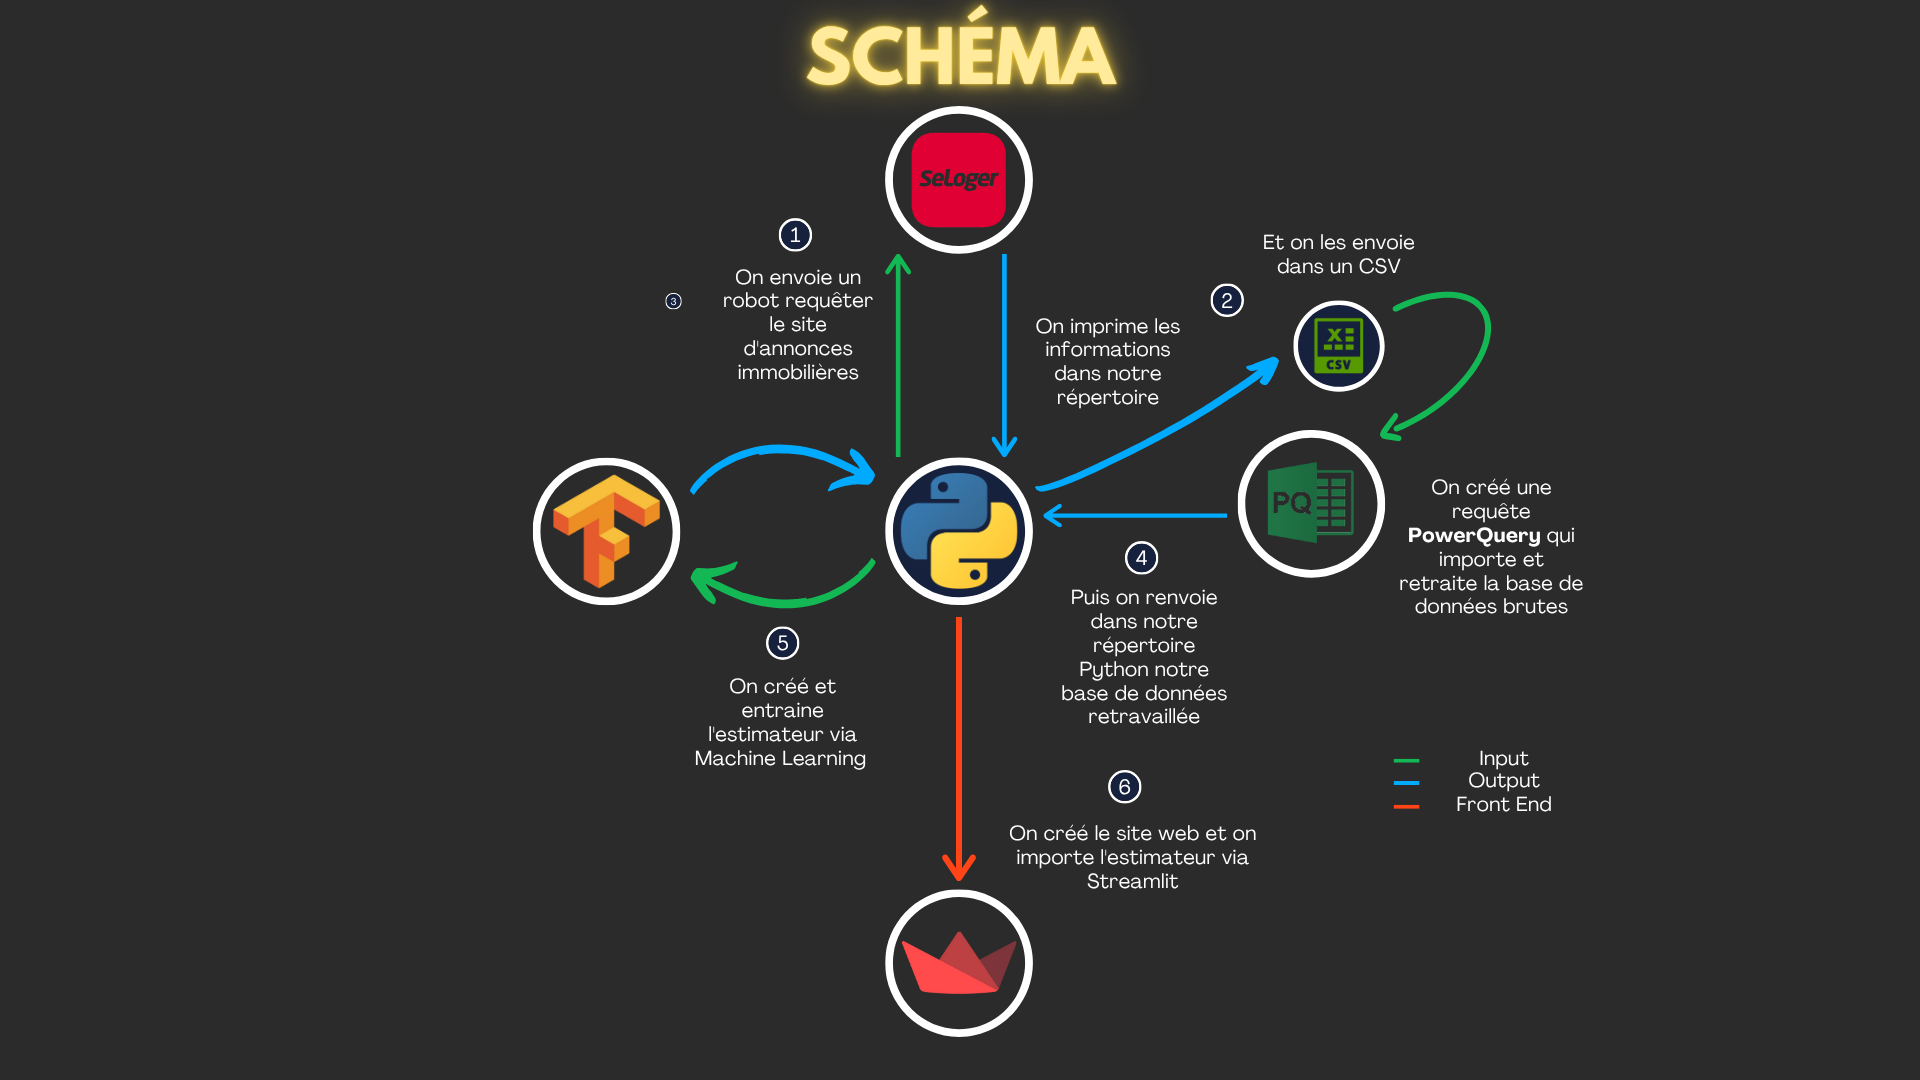 SCHÉMA
SeLoger
1
On envoie un
robot requêter
le site
d'annonces
immobilières
3
On imprime les
informations
dans notre
répertoire
2
Et on les envoie
dans un CSV
X
CSV
PQ
On créé une
requête
PowerQuery qui
importe et
retraite la base de
données brutes
4
Puis on renvoie
dans notre
répertoire
Python notre
base de données
retravaillée
5
On créé et
entraine
l'estimateur via
Machine Learning
6
On créé le site web et on
importe l'estimateur via
Streamlit
Input
Output
Front End